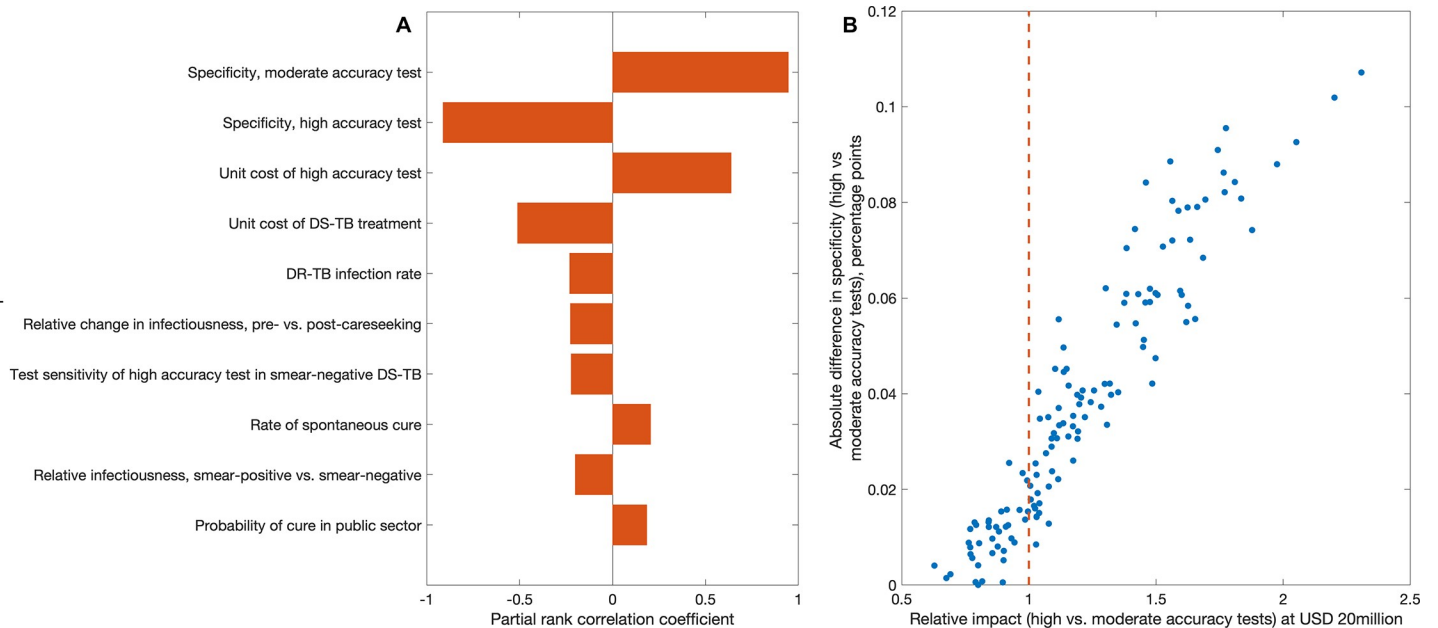 A
Specificity, moderate accuracy test
Specificity, high accuracy test
Unit cost of high accuracy test
Unit cost of DS-TB treatment
DR-TB infection rate
Relative change in infectiousness, pre- vs. post-careseeking
Test sensitivity of high accuracy test in smear-negative DS-TB
Rate of spontaneous cure
Relative infectiousness, smear-positive vs. smear-negative
Probability of cure in public sector
-1 -0.5 0 0.5 1
Partial rank correlation coefficient
B
Absolute difference in specificity (high vs
moderate accuracy tests), percentage points
0.12
0.1
0.08
0.06
0.04
0.02
0
0.5 1 1.5 2 2.5
Relative impact (high vs. moderate accuracy tests) at USD 20million